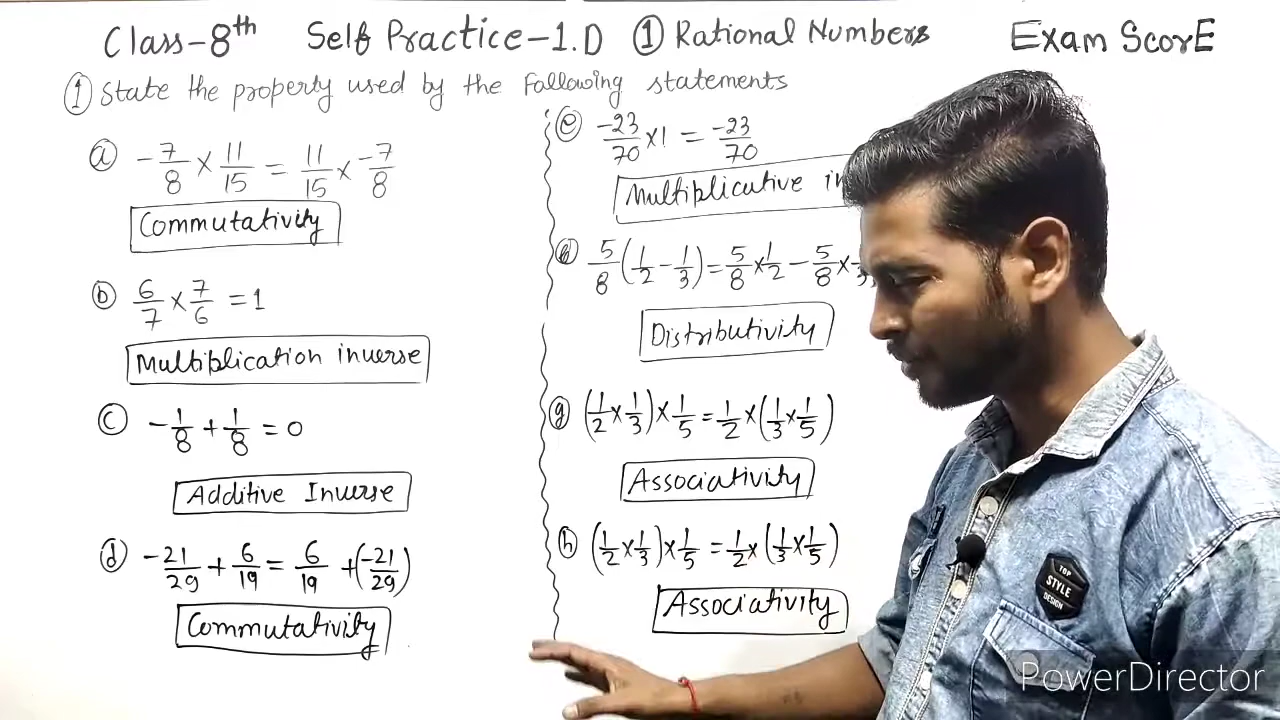 Class-8th Self Practice-1.D ① Rational Numbers Exam ScorE
① State the property used by the following statements
ⓐ -7/8 × 11/15 = 11/15 × -7/8
Commutativity
ⓑ 6/7 × 7/6 = 1
Multiplication inverse
ⓒ -1/8 + 1/8 = 0
Additive Inverse
ⓓ -21/29 + 6/19 = 6/19 + (-21/29)
Commutativity
ⓔ -23/70 × 1 = -23/70
Multiplicative
5/8 (1/2 - 1/3) = 5/8 × 1/2 - 5/8 ×
Distributivity
ⓖ (1/2 × 1/3) × 1/5 = 1/2 × (1/3 × 1/5)
Associativity
ⓗ (1/2 × 1/3) × 1/5 = 1/2 × (1/3 × 1/5)
Associativity
TOP
STYLE
DESIGN
PowerDirector